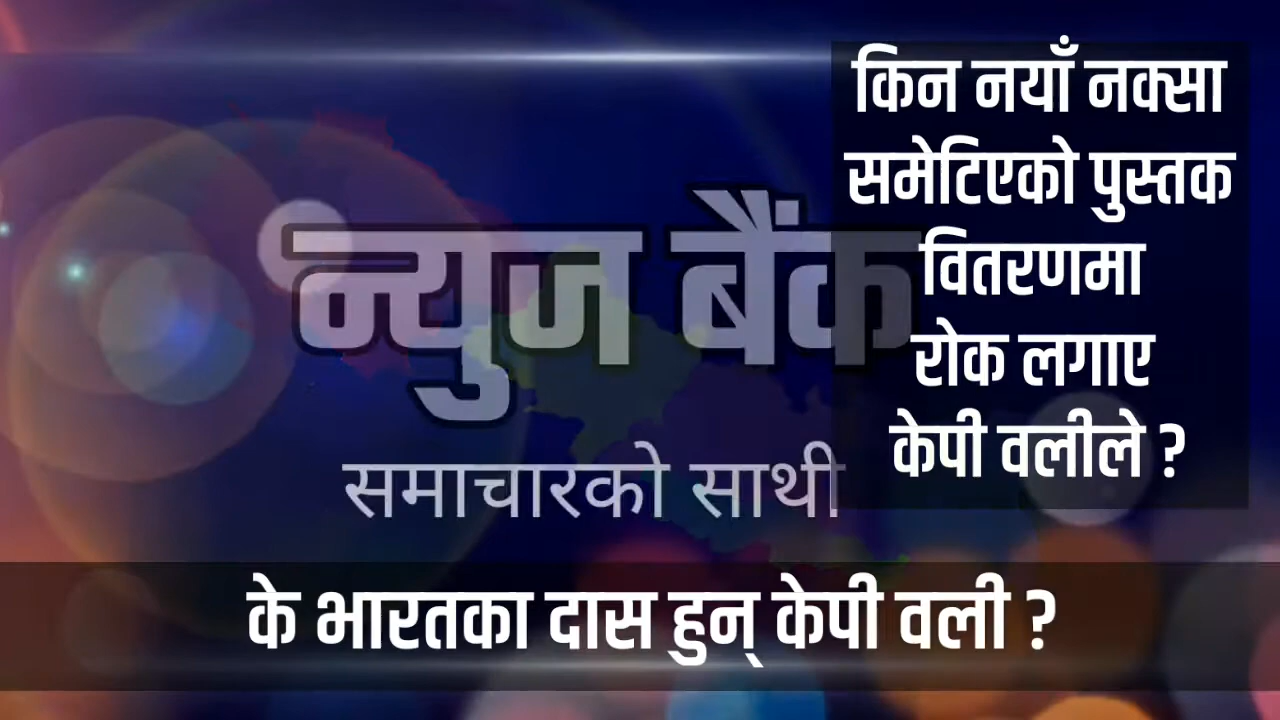 किन नयाँ नक्सा
समेटिएको पुस्तक
वितरणमा
रोक लगाए
केपी वलीले ?
न्युज बैंक
समाचारको साथी
के भारतका दास हुन् केपी वली ?